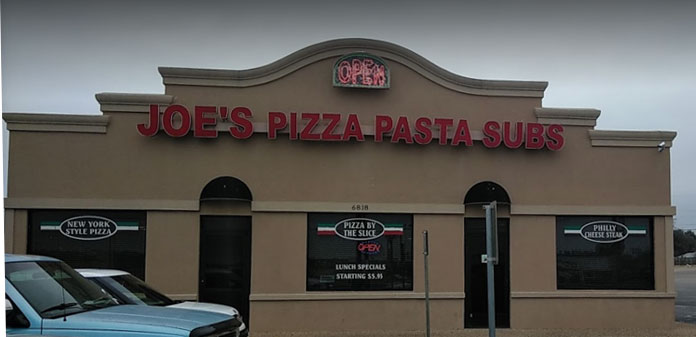 OPEN
JOE'S PIZZA PASTA SUBS
6818
NEW YORK
STYLE PIZZA
PIZZA BY
THE SLICE
OPEN
LUNCH SPECIALS
STARTING $5.95
PHILLY
CHEESE STEAK